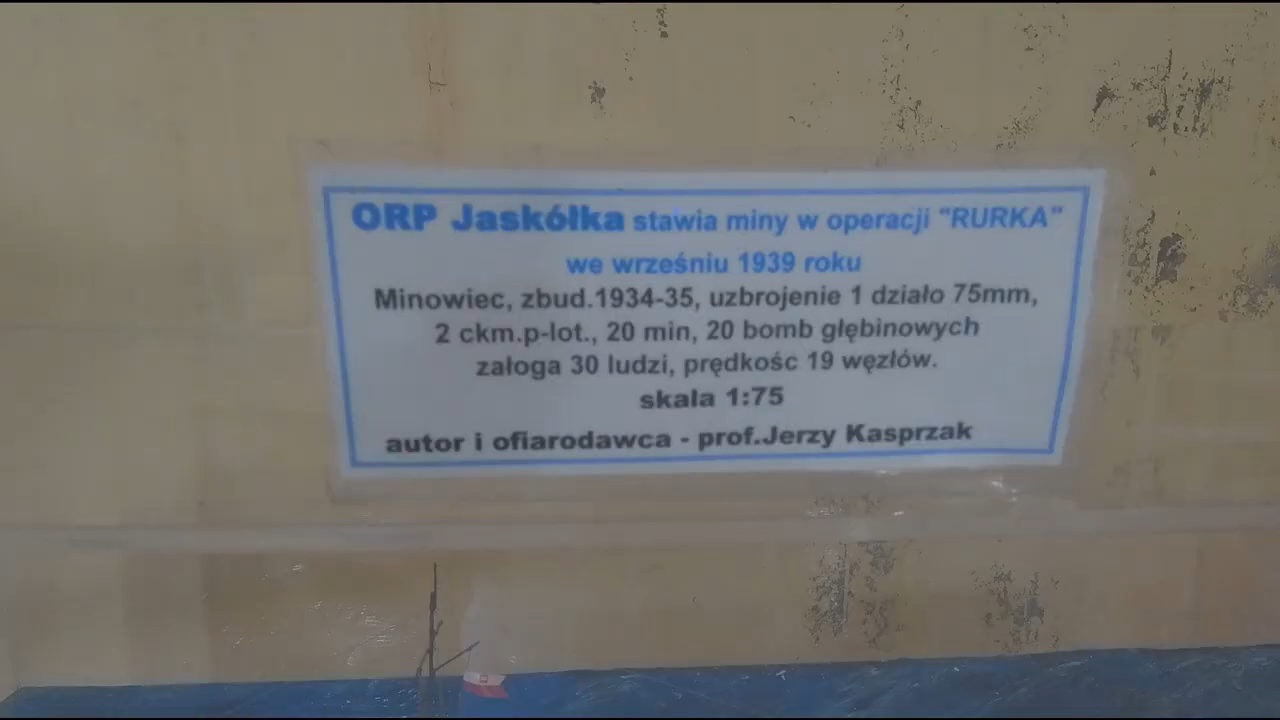 ORP Jaskółka stawia miny w operacji "RURKA"
we wrześniu 1939 roku
Minowiec, zbud.1934-35, uzbrojenie 1 działo 75mm,
2 ckm.p-lot., 20 min, 20 bomb głębinowych
załoga 30 ludzi, prędkośc 19 węzłów.
skala 1:75
autor i ofiarodawca - prof.Jerzy Kasprzak